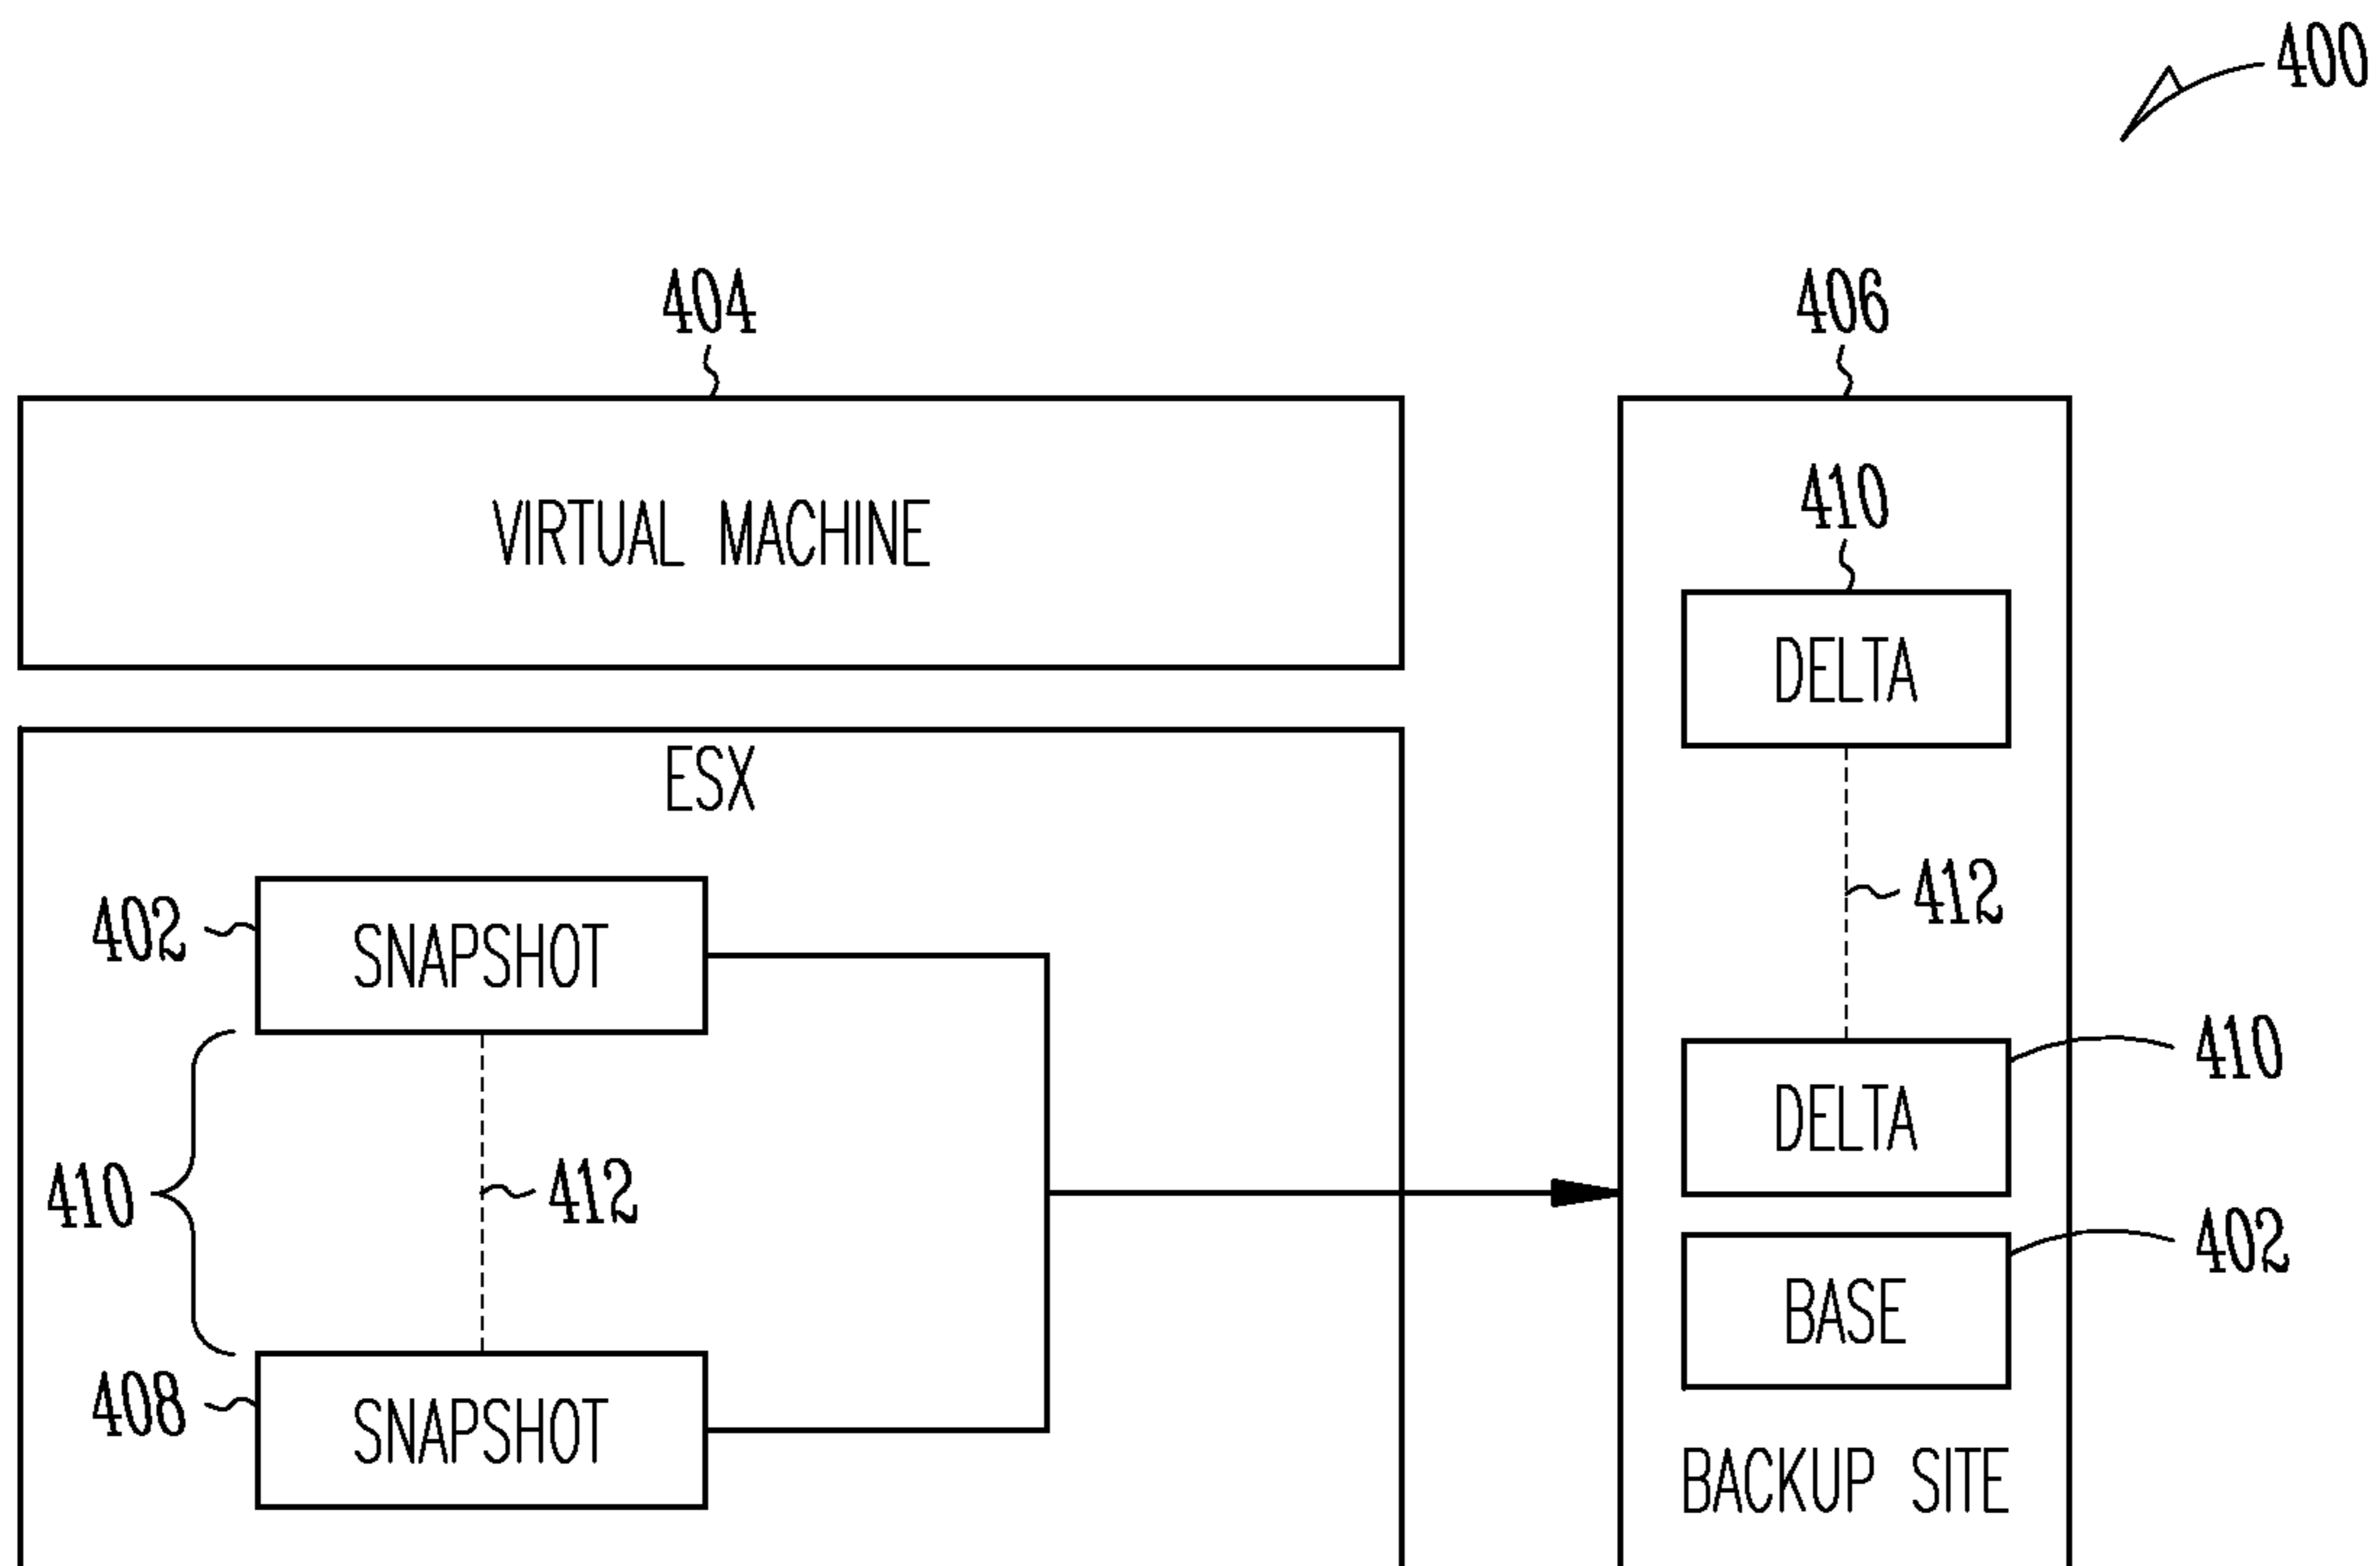 400
404
406
VIRTUAL MACHINE
410
DELTA
ESX
402
SNAPSHOT
412
410
DELTA
410
412
402
BASE
408
SNAPSHOT
BACKUP SITE